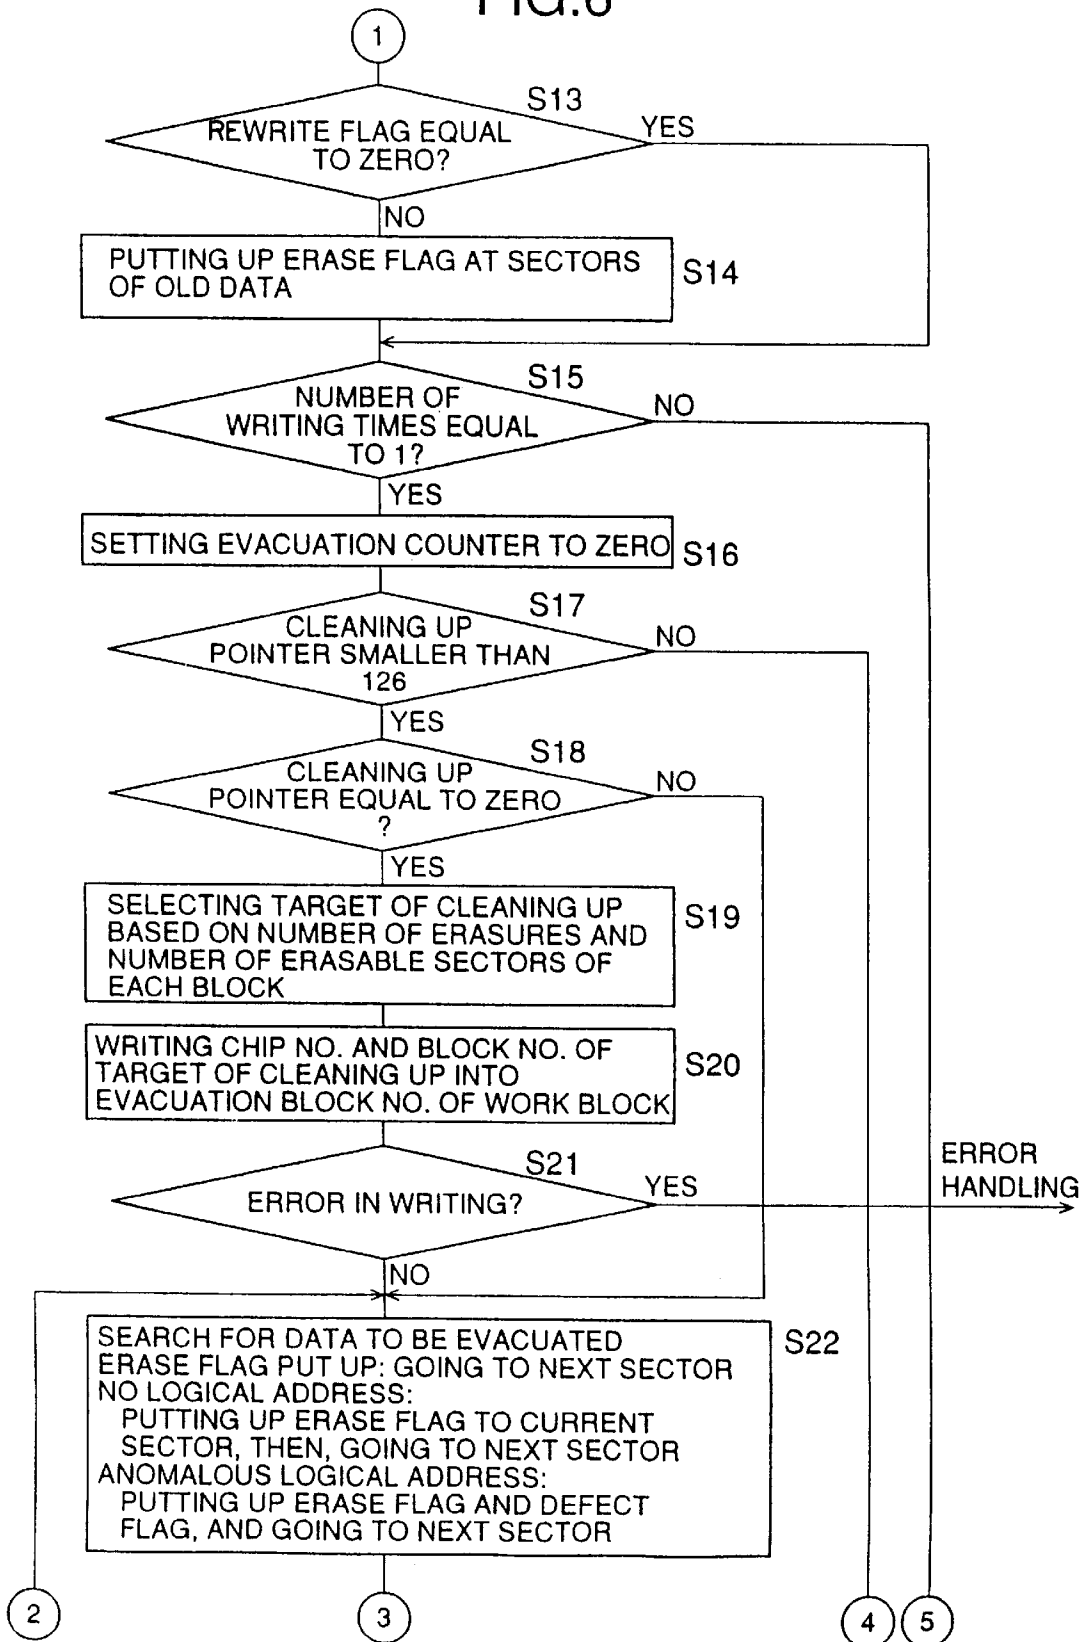 FIG.6
1
S13
REWRITE FLAG EQUAL
TO ZERO?
YES
NO
PUTTING UP ERASE FLAG AT SECTORS
OF OLD DATA
S14
S15
NUMBER OF
WRITING TIMES EQUAL
TO 1?
NO
YES
SETTING EVACUATION COUNTER TO ZERO
S16
S17
CLEANING UP
POINTER SMALLER THAN
126
NO
YES
S18
CLEANING UP
POINTER EQUAL TO ZERO
?
NO
YES
SELECTING TARGET OF CLEANING UP
BASED ON NUMBER OF ERASURES AND
NUMBER OF ERASABLE SECTORS OF
EACH BLOCK
S19
WRITING CHIP NO. AND BLOCK NO. OF
TARGET OF CLEANING UP INTO
EVACUATION BLOCK NO. OF WORK BLOCK
S20
S21
ERROR IN WRITING?
YES
ERROR
HANDLING
NO
SEARCH FOR DATA TO BE EVACUATED
ERASE FLAG PUT UP: GOING TO NEXT SECTOR
NO LOGICAL ADDRESS:
PUTTING UP ERASE FLAG TO CURRENT
SECTOR, THEN, GOING TO NEXT SECTOR
ANOMALOUS LOGICAL ADDRESS:
PUTTING UP ERASE FLAG AND DEFECT
FLAG, AND GOING TO NEXT SECTOR
S22
2
3
4
5